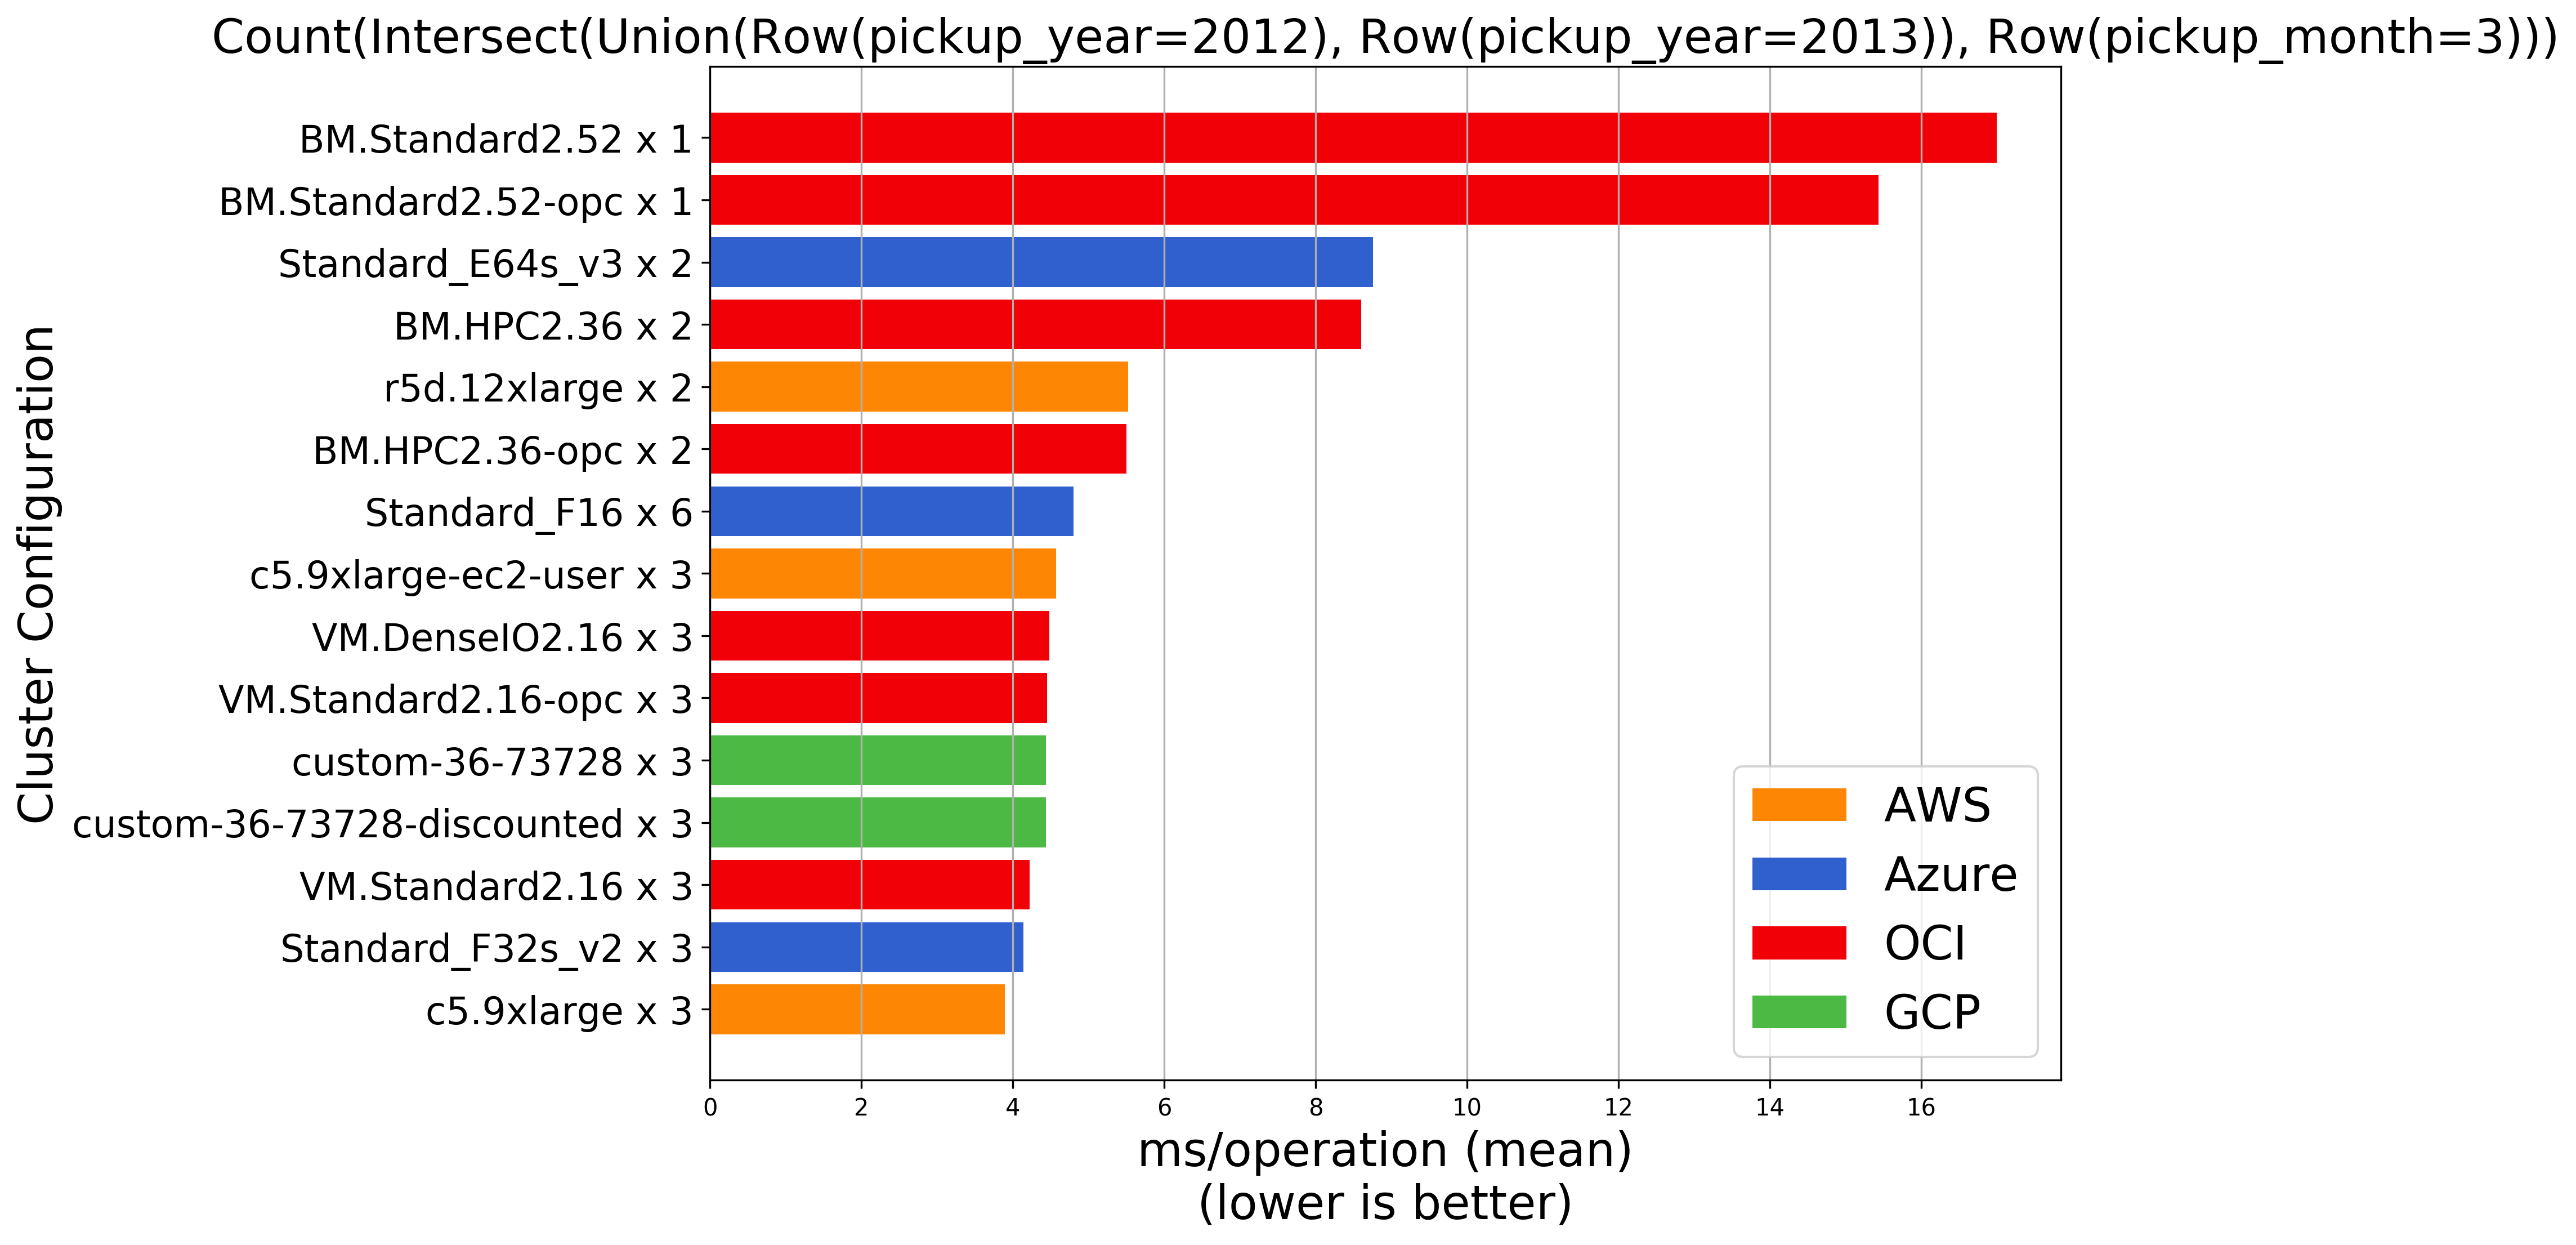 Count(Intersect(Union(Row(pickup_year=2012), Row(pickup_year=2013)), Row(pickup_month=3)))
Cluster Configuration
BM.Standard2.52 x 1
BM.Standard2.52-opc x 1
Standard_E64s_v3 x 2
BM.HPC2.36 x 2
r5d.12xlarge x 2
BM.HPC2.36-opc x 2
Standard_F16 x 6
c5.9xlarge-ec2-user x 3
VM.DenseIO2.16 x 3
VM.Standard2.16-opc x 3
custom-36-73728 x 3
custom-36-73728-discounted x 3
VM.Standard2.16 x 3
Standard_F32s_v2 x 3
c5.9xlarge x 3
AWS
Azure
OCI
GCP
0 2 4 6 8 10 12 14 16
ms/operation (mean)
(lower is better)